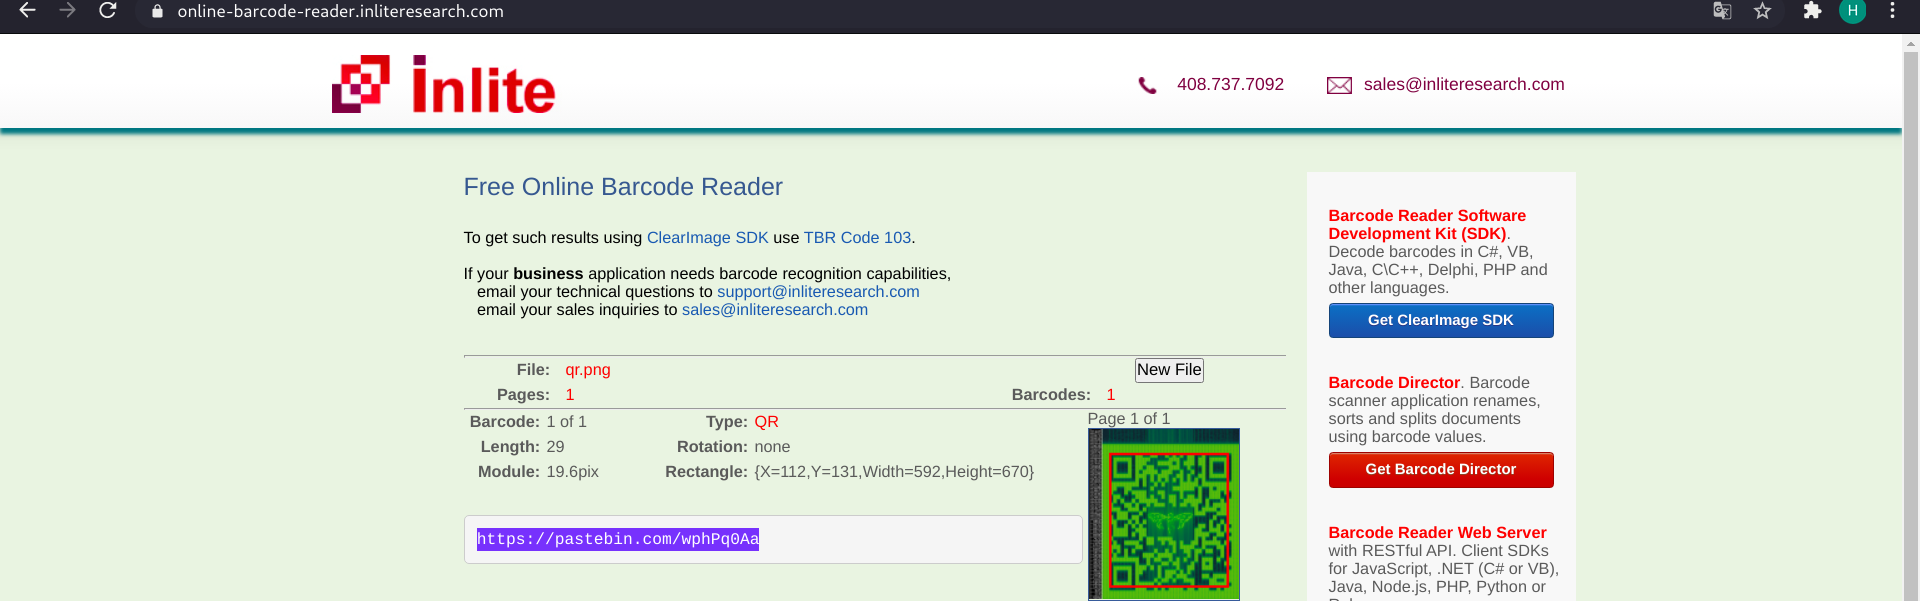 online-barcode-reader.inliteresearch.com
H
inlite
408.737.7092
sales@inliteresearch.com
Free Online Barcode Reader
To get such results using ClearImage SDK use TBR Code 103.
If your business application needs barcode recognition capabilities,
email your technical questions to support@inliteresearch.com
email your sales inquiries to sales@inliteresearch.com
File: qr.png
New File
Pages: 1
Barcodes: 1
Barcode: 1 of 1
Type: QR
Page 1 of 1
Length: 29
Rotation: none
Module: 19.6pix
Rectangle: {X=112,Y=131,Width=592,Height=670}
https://pastebin.com/wphPq0Aa
Barcode Reader Software
Development Kit (SDK).
Decode barcodes in C#, VB,
Java, C\C++, Delphi, PHP and
other languages.
Get ClearImage SDK
Barcode Director. Barcode
scanner application renames,
sorts and splits documents
using barcode values.
Get Barcode Director
Barcode Reader Web Server
with RESTful API. Client SDKs
for JavaScript, .NET (C# or VB),
Java, Node.js, PHP, Python or